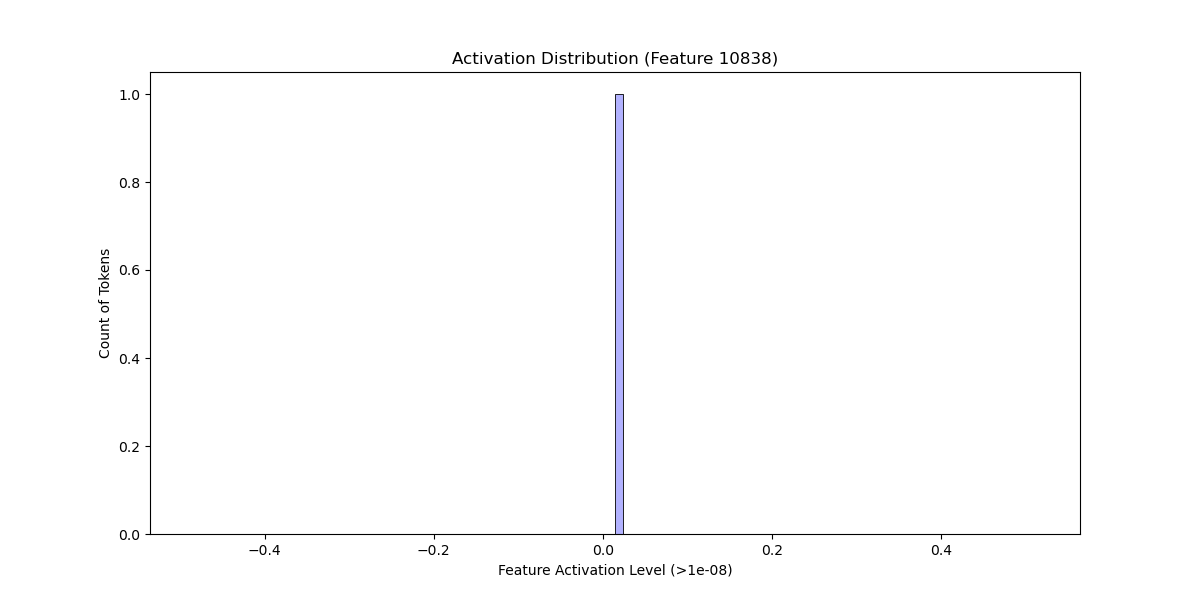 Activation Distribution (Feature 10838)
Count of Tokens
1.0
0.8
0.6
0.4
0.2
0.0
−0.4 −0.2 0.0 0.2 0.4
Feature Activation Level (>1e-08)